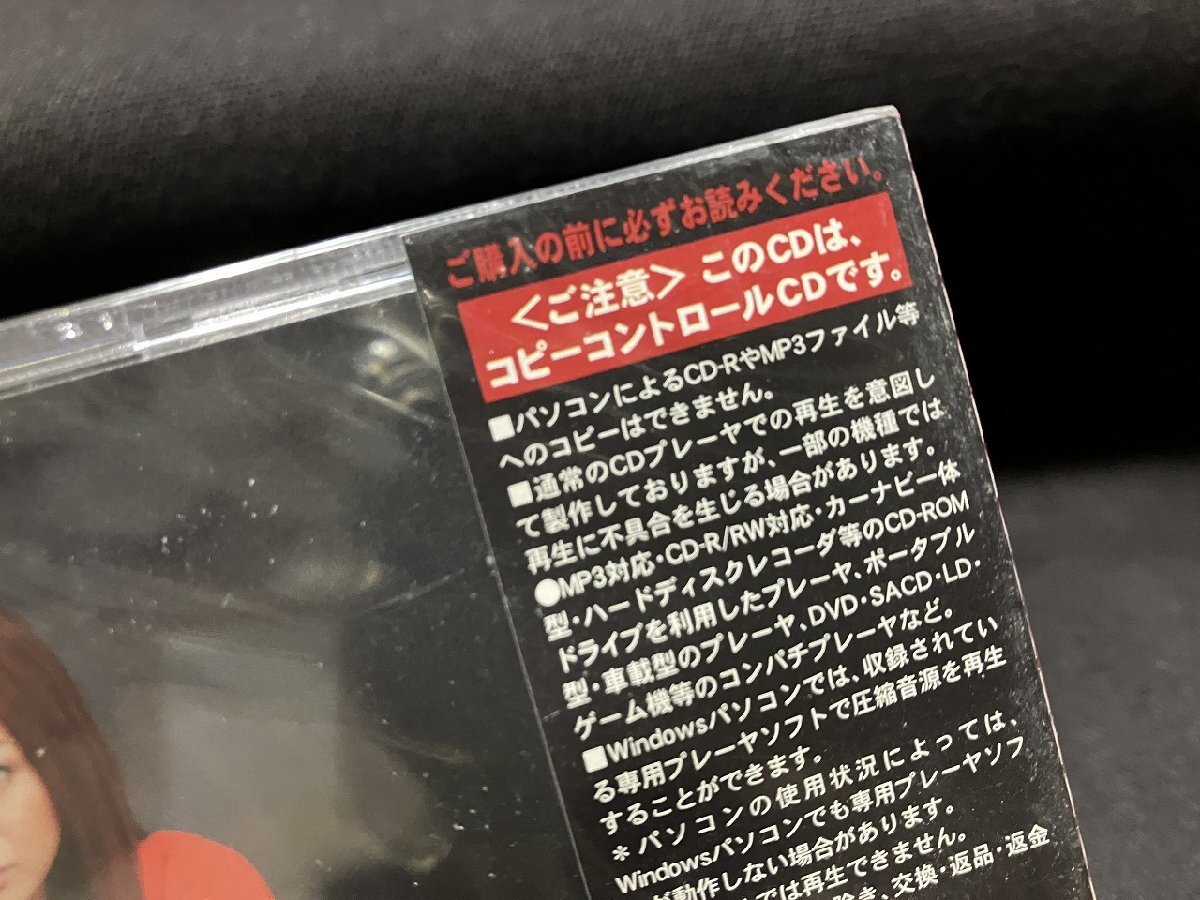 ご購入の前に必ずお読みください。
＜ご注意＞ このCDは、
コピーコントロールCDです。
■パソコンによるCD-RやMP3ファイル等
へのコピーはできません。
■通常のCDプレーヤでの再生を意図し
て製作しておりますが、一部の機種では
再生に不具合を生じる場合があります。
●MP3対応・CD-R/RW対応・カーナビー体
型・ハードディスクレコーダ等のCD-ROM
ドライブを利用したプレーヤ、ポータブル
型・車載型のプレーヤ、DVD・SACD・LD・
ゲーム機等のコンパチプレーヤなど。
■Windowsパソコンでは、収録されてい
る専用プレーヤソフトで圧縮音源を再生
することができます。
＊パソコンの使用状況によっては、
Windowsパソコンでも専用プレーヤソフ
が動作しない場合があります。
では再生できません。
除き、交換・返品・返金